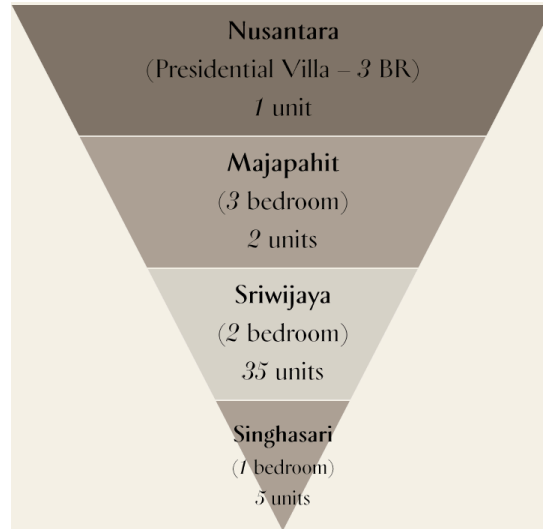 Nusantara
(Presidential Villa – 3 BR)
1 unit
Majapahit
(3 bedroom)
2 units
Sriwijaya
(2 bedroom)
35 units
Singhasari
(1 bedroom)
5 units